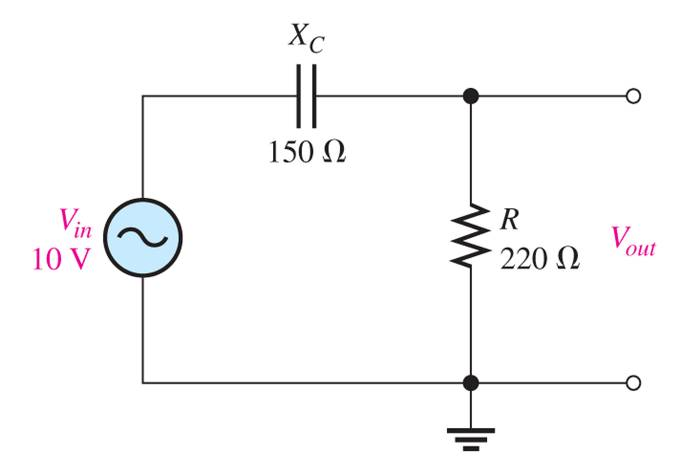 X_C
150 Ω
V_in
10 V
R
220 Ω
V_out